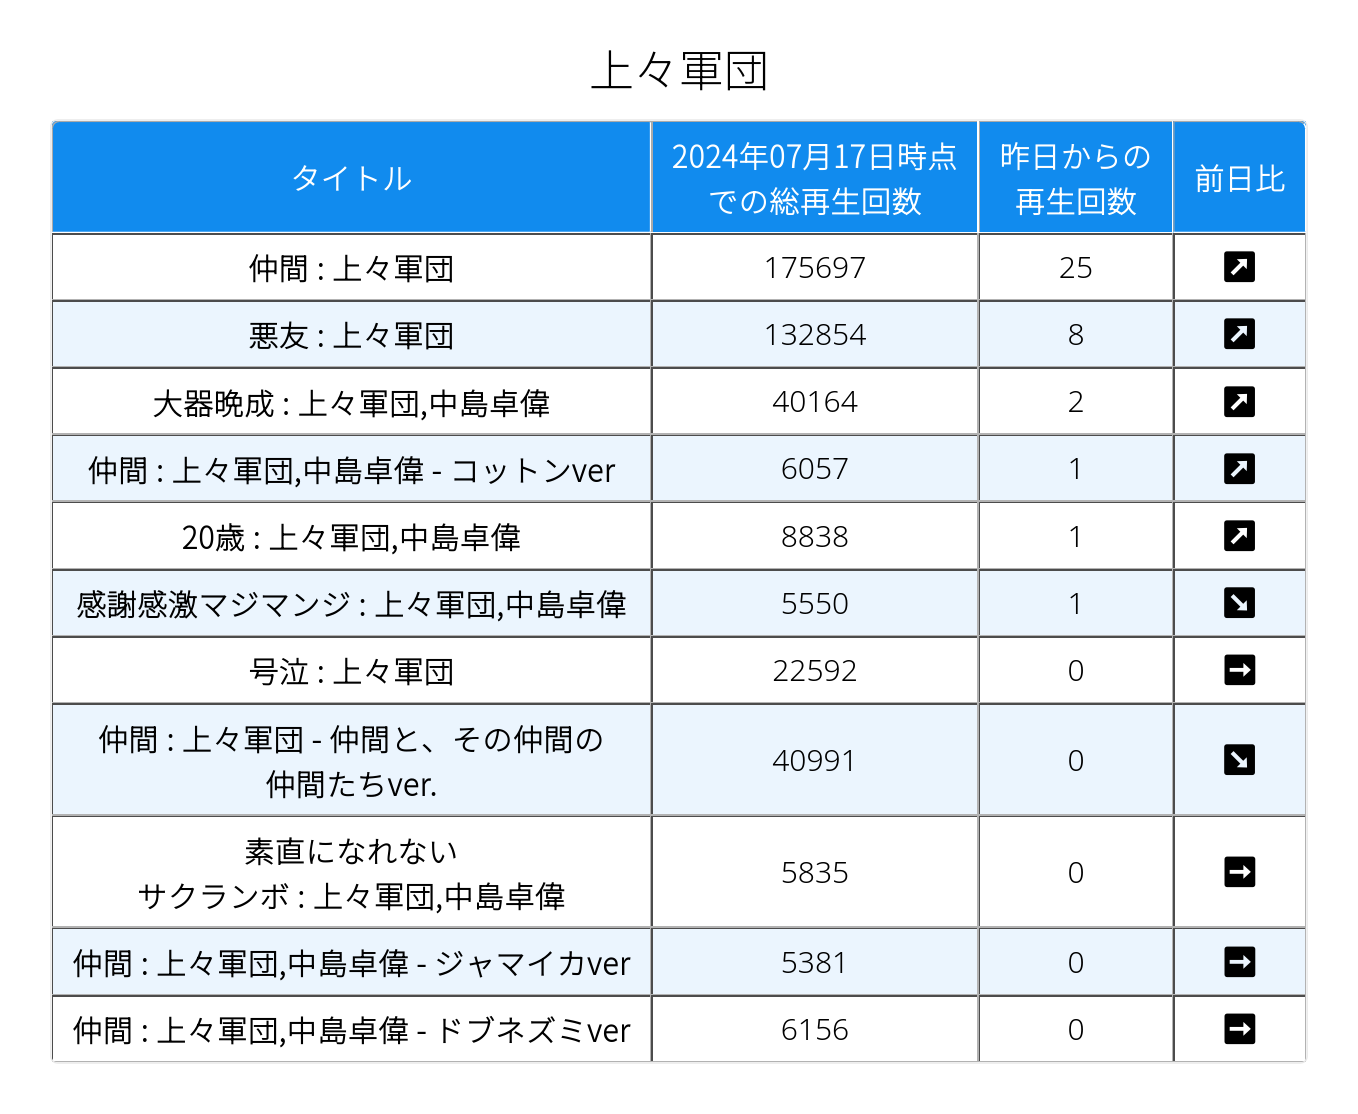 上々軍団
タイトル
2024年07月17日時点
での総再生回数
昨日からの
再生回数
前日比
仲間 : 上々軍団
175697
25
悪友 : 上々軍団
132854
8
大器晩成 : 上々軍団,中島卓偉
40164
2
仲間 : 上々軍団,中島卓偉 - コットンver
6057
1
20歳 : 上々軍団,中島卓偉
8838
1
感謝感激マジマンジ : 上々軍団,中島卓偉
5550
1
号泣 : 上々軍団
22592
0
仲間 : 上々軍団 - 仲間と、その仲間の
仲間たちver.
40991
0
素直になれない
サクランボ : 上々軍団,中島卓偉
5835
0
仲間 : 上々軍団,中島卓偉 - ジャマイカver
5381
0
仲間 : 上々軍団,中島卓偉 - ドブネズミver
6156
0